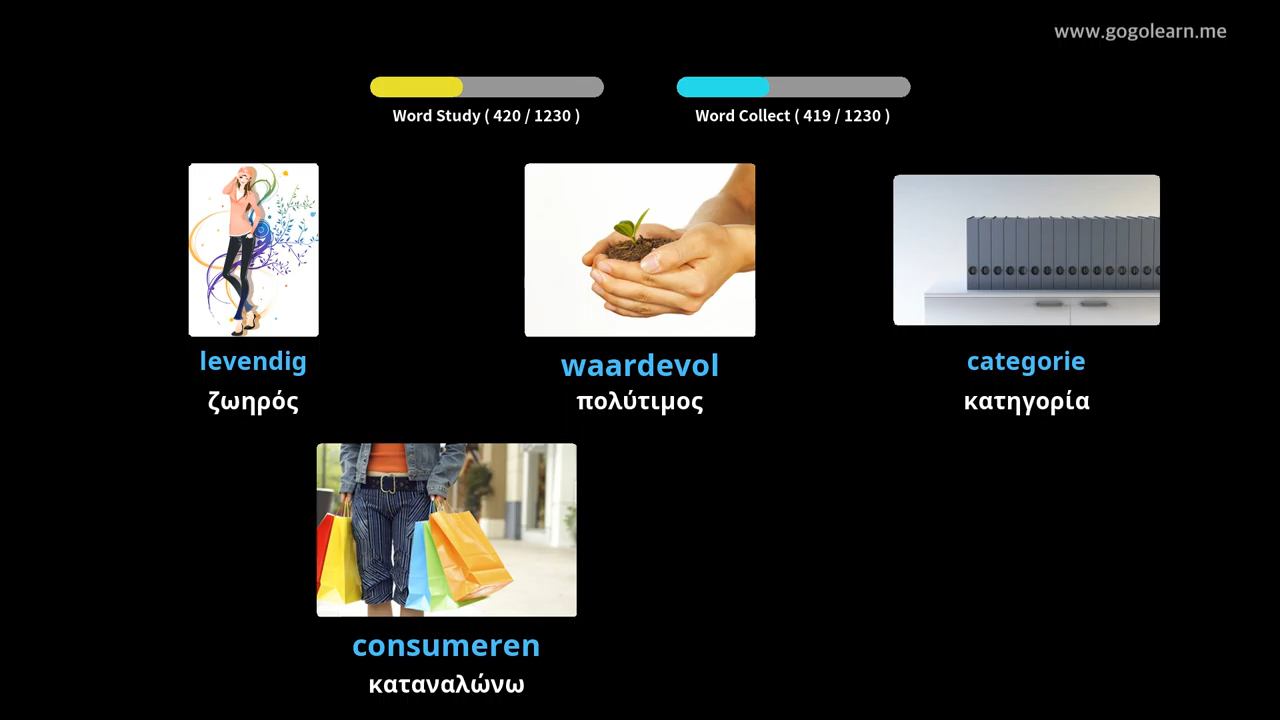 www.gogolearn.me
Word Study ( 420 / 1230 )
Word Collect ( 419 / 1230 )
levendig
ζωηρός
waardevol
πολύτιμος
categorie
κατηγορία
consumeren
καταναλώνω